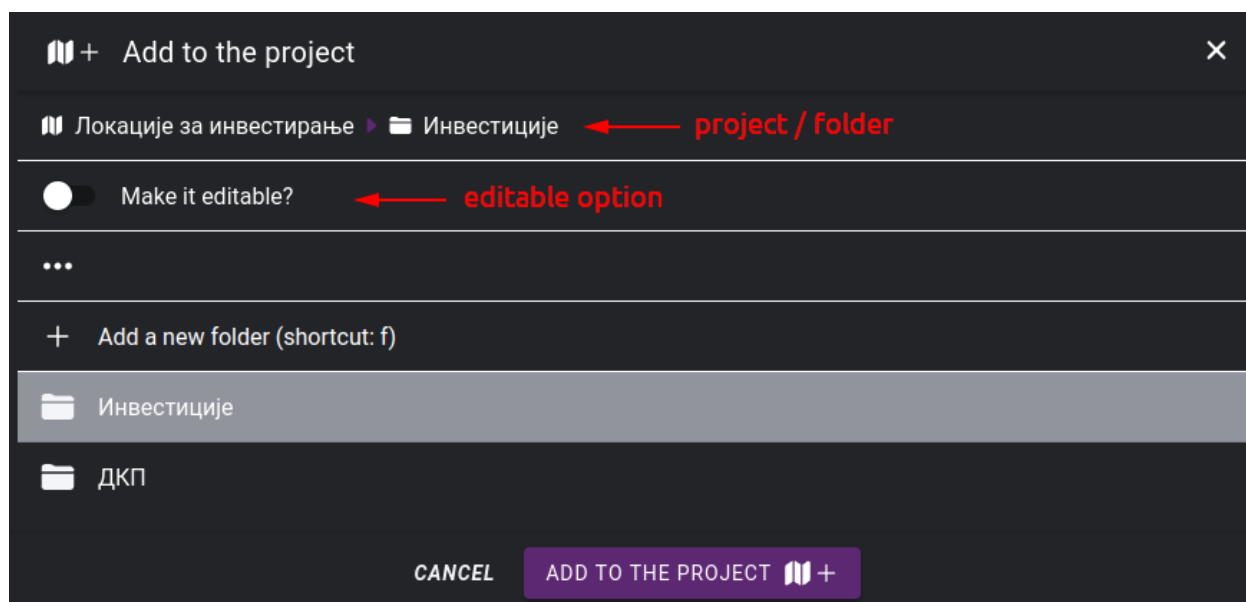 Add to the project
Локације за инвестирање Инвестиције project / folder
Make it editable? editable option
Add a new folder (shortcut: f)
Инвестиције
ДКП
CANCEL ADD TO THE PROJECT